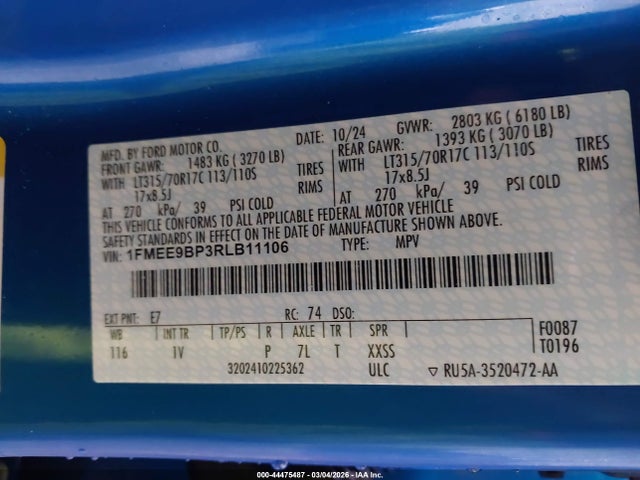 MFD. BY FORD MOTOR CO. DATE: 10/24 GVWR: 2803 KG ( 6180 LB)
FRONT GAWR: 1483 KG ( 3270 LB) REAR GAWR: 1393 KG ( 3070 LB)
WITH LT315/70R17C 113/110S TIRES WITH LT315/70R17C 113/110S TIRES
17x8.5J RIMS 17x8.5J RIMS
AT 270 kPa/ 39 PSI COLD AT 270 kPa/ 39 PSI COLD
THIS VEHICLE CONFORMS TO ALL APPLICABLE FEDERAL MOTOR VEHICLE
SAFETY STANDARDS IN EFFECT ON THE DATE OF MANUFACTURE SHOWN ABOVE.
VIN: 1FMEE9BP3RLB11106 TYPE: MPV
EXT PNT: E7 RC: 74 DSO:
WB INT TR TP/PS R AXLE TR SPR F0087
116 1V P 7L T XXSS T0196
3202410225362 ULC ▽ RU5A-3520472-AA
000-44475487 - 03/04/2026 - IAA Inc.